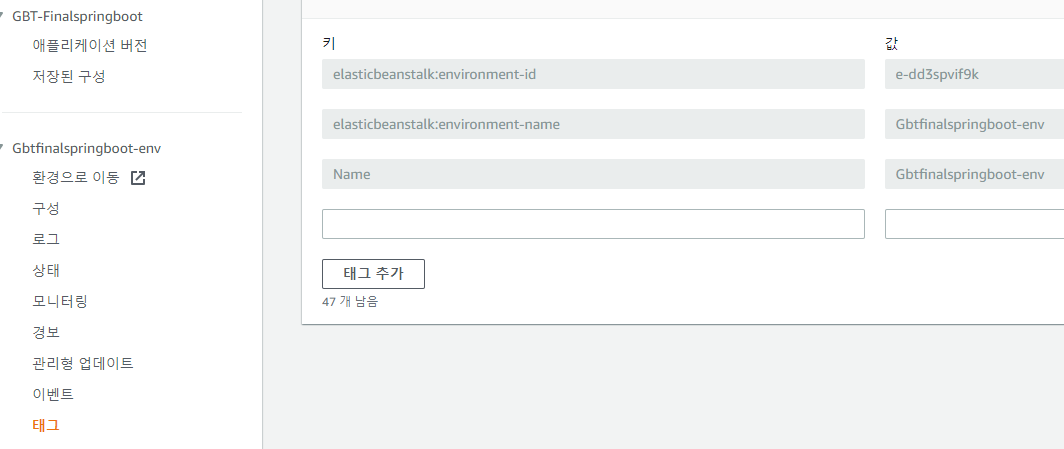 GBT-Finalspringboot
애플리케이션 버전
저장된 구성
Gbtfinalspringboot-env
환경으로 이동
구성
로그
상태
모니터링
경보
관리형 업데이트
이벤트
태그
키 값
elasticbeanstalk:environment-id e-dd3spvif9k
elasticbeanstalk:environment-name Gbtfinalspringboot-env
Name Gbtfinalspringboot-env
태그 추가
47 개 남음